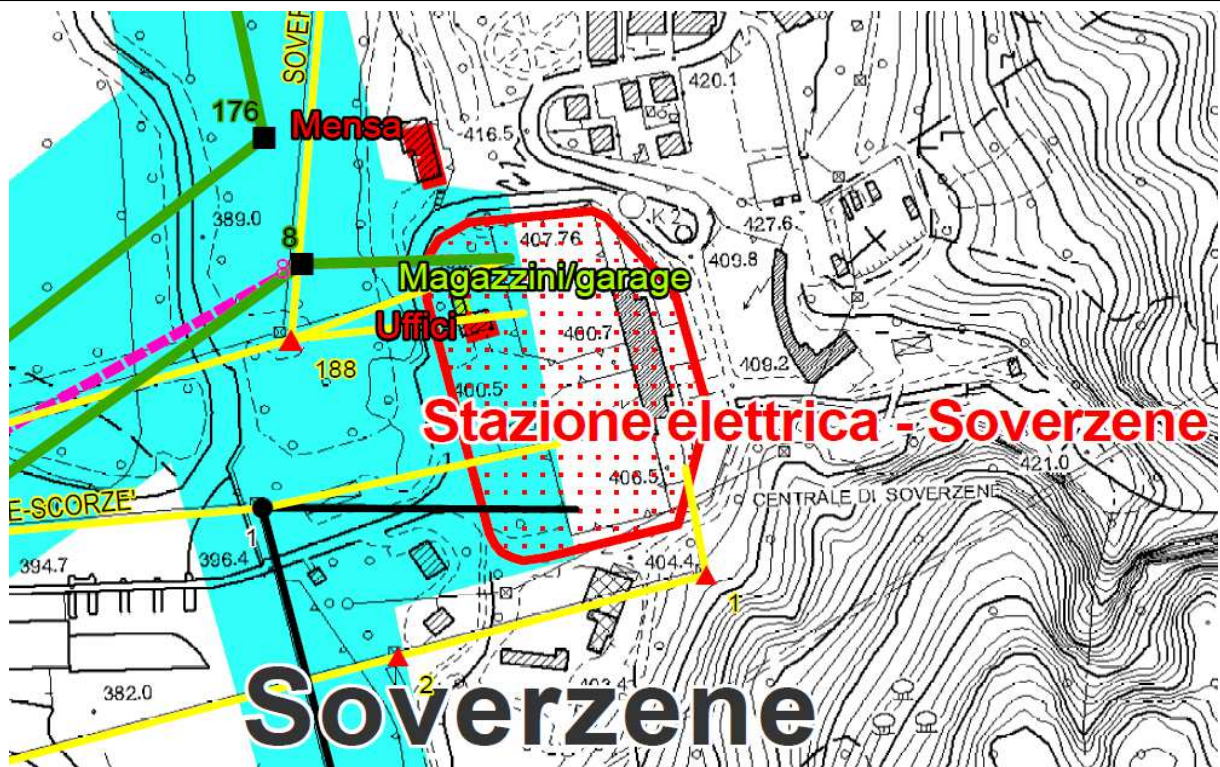 SOVER
420.1
176
Mensa
416.5
389.0
K 2
427.6
407.76
8
409.8
Magazzini/garage
Uffici
400.7
409.2
188
400.5
Stazione elettrica - Soverzene
406.5
421.0
CENTRALE DI SOVERZENE
E-SCORZE'
1
394.7
396.4
404.4
1
2
382.0
Soverzene